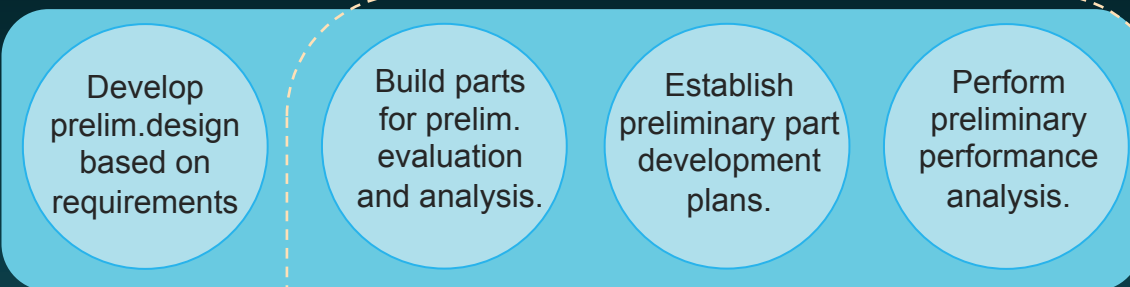 Develop
prelim.design
based on
requirements
Build parts
for prelim.
evaluation
and analysis.
Establish
preliminary part
development
plans.
Perform
preliminary
performance
analysis.